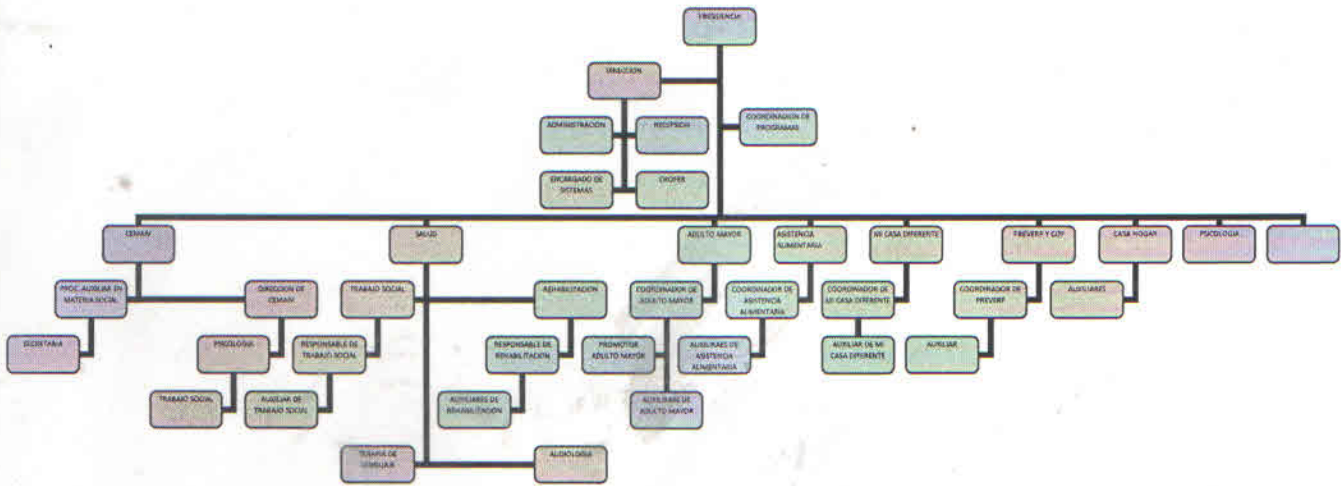 PRESIDENCIA
DIRECCION
ADMINISTRACIÓN
RECEPCION
COORDINADOR DE
PROGRAMAS
ENCARGADO DE
SISTEMAS
CHOFER
CEMAIV
SALUD
ADULTO MAYOR
ASISTENCIA
ALIMENTARIA
MI CASA DIFERENTE
PREVERP Y
CASA HOGAR
PSICOLOGIA
PROC. AUXILIAR EN
MATERIA SOCIAL
DIRECCION DE
CEMAIV
TRABAJO SOCIAL
REHABILITACION
COORDINADOR DE
ADULTO MAYOR
COORDINADOR DE
ASISTENCIA
ALIMENTARIA
COORDINADOR DE
MI CASA DIFERENTE
COORDINADOR DE
PREVERP
AUXILIARES
SECRETARIA
PSICOLOGIA
RESPONSABLE DE
TRABAJO SOCIAL
RESPONSABLE DE
REHABILITACION
PROMOTOR
ADULTO MAYOR
AUXILIRAES DE
ASISTENCIA
ALIMENTARIA
AUXILIAR DE MI
CASA DIFERENTE
AUXILIAR
TRABAJO SOCIAL
AUXILIAR DE
TRABAJO SOCIAL
AUXILIARES DE
REHABILITACION
AUXILIARES DE
ADULTO MAYOR
TERAPIA DE
LENGUAJE
AUDIOLOGIA